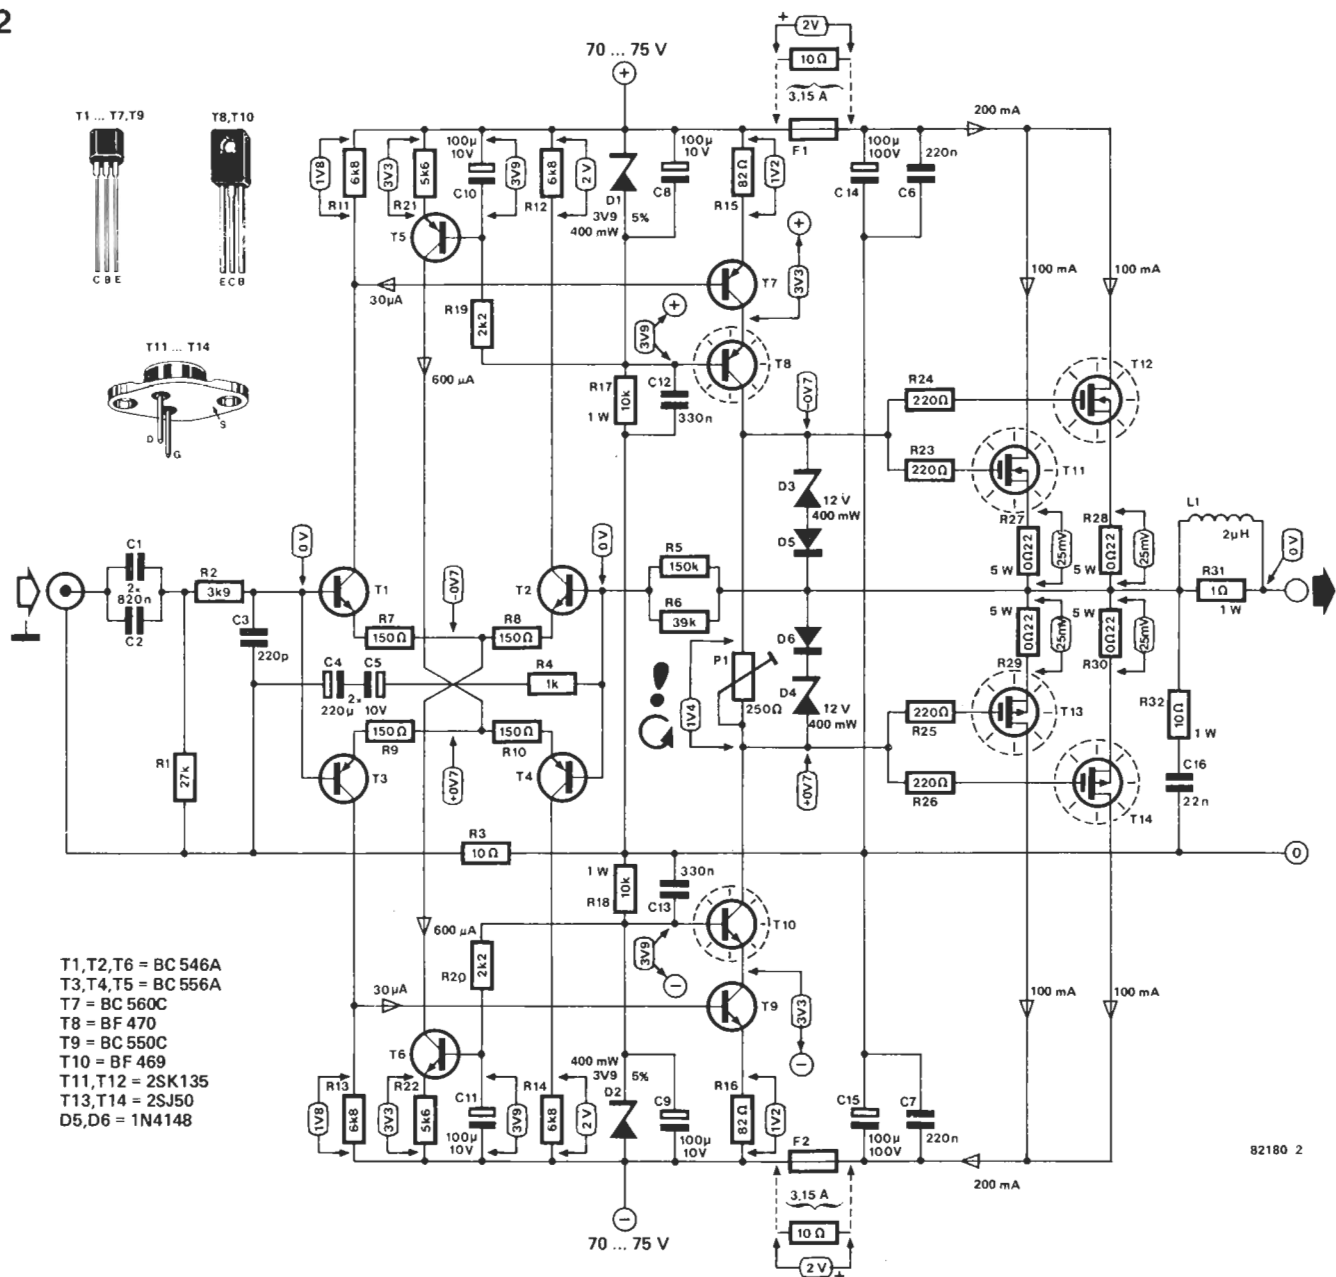 2
70 ... 75 V
+
+ 2V
10 Ω
3,15 A
F1
200 mA
T1 ... T7,T9
C B E
T8,T10
E C B
T11 ... T14
D
G
S
1V8
6k8
R11
3V3
5k6
R21
100µ
10V
C10
3V9
R12
6k8
2 V
D1
3V9 5%
400 mW
100µ
10V
C8
82Ω
R15
1V2
100µ
100V
C14
220n
C6
T5
30µA
R19
2k2
600 µA
+
3V9
+
3V3
T7
T8
R17
10k
1 W
C12
330n
-0V7
100 mA
100 mA
T12
R24
220Ω
R23
220Ω
T11
D3
12 V
400 mW
D5
R27
0Ω22
5 W
25mV
R28
0Ω22
5 W
25mV
L1
2µH
R31
1Ω
1 W
0 V
C1
2x
820n
C2
R2
3k9
C3
220p
0 V
T1
R7
150Ω
-0V7
R8
150Ω
T2
0 V
R5
150k
R6
39k
C4
C5
2x
220µ
10V
R4
1k
R9
150Ω
R10
150Ω
+0V7
T3
T4
R1
27k
!
1V4
P1
250Ω
D6
D4
12 V
400 mW
+0V7
5 W
0Ω22
R29
25mV
5 W
0Ω22
R30
25mV
R25
220Ω
R26
220Ω
T13
T14
R32
10Ω
1 W
C16
22n
R3
10Ω
0
1 W
10k
R18
330n
C13
T10
3V9
−
600 µA
R20
2k2
30µA
T9
3V3
−
100 mA
100 mA
T6
T1,T2,T6 = BC 546A
T3,T4,T5 = BC 556A
T7 = BC 560C
T8 = BF 470
T9 = BC 550C
T10 = BF 469
T11,T12 = 2SK135
T13,T14 = 2SJ50
D5,D6 = 1N4148
1V8
R13
6k8
3V3
R22
5k6
C11
100µ
10V
3V9
R14
6k8
2 V
400 mW
3V9 5%
D2
C9
100µ
10V
R16
82Ω
1V2
C15
100µ
100V
C7
220n
F2
200 mA
3,15 A
10 Ω
2V +
−
70 ... 75 V
82180 2